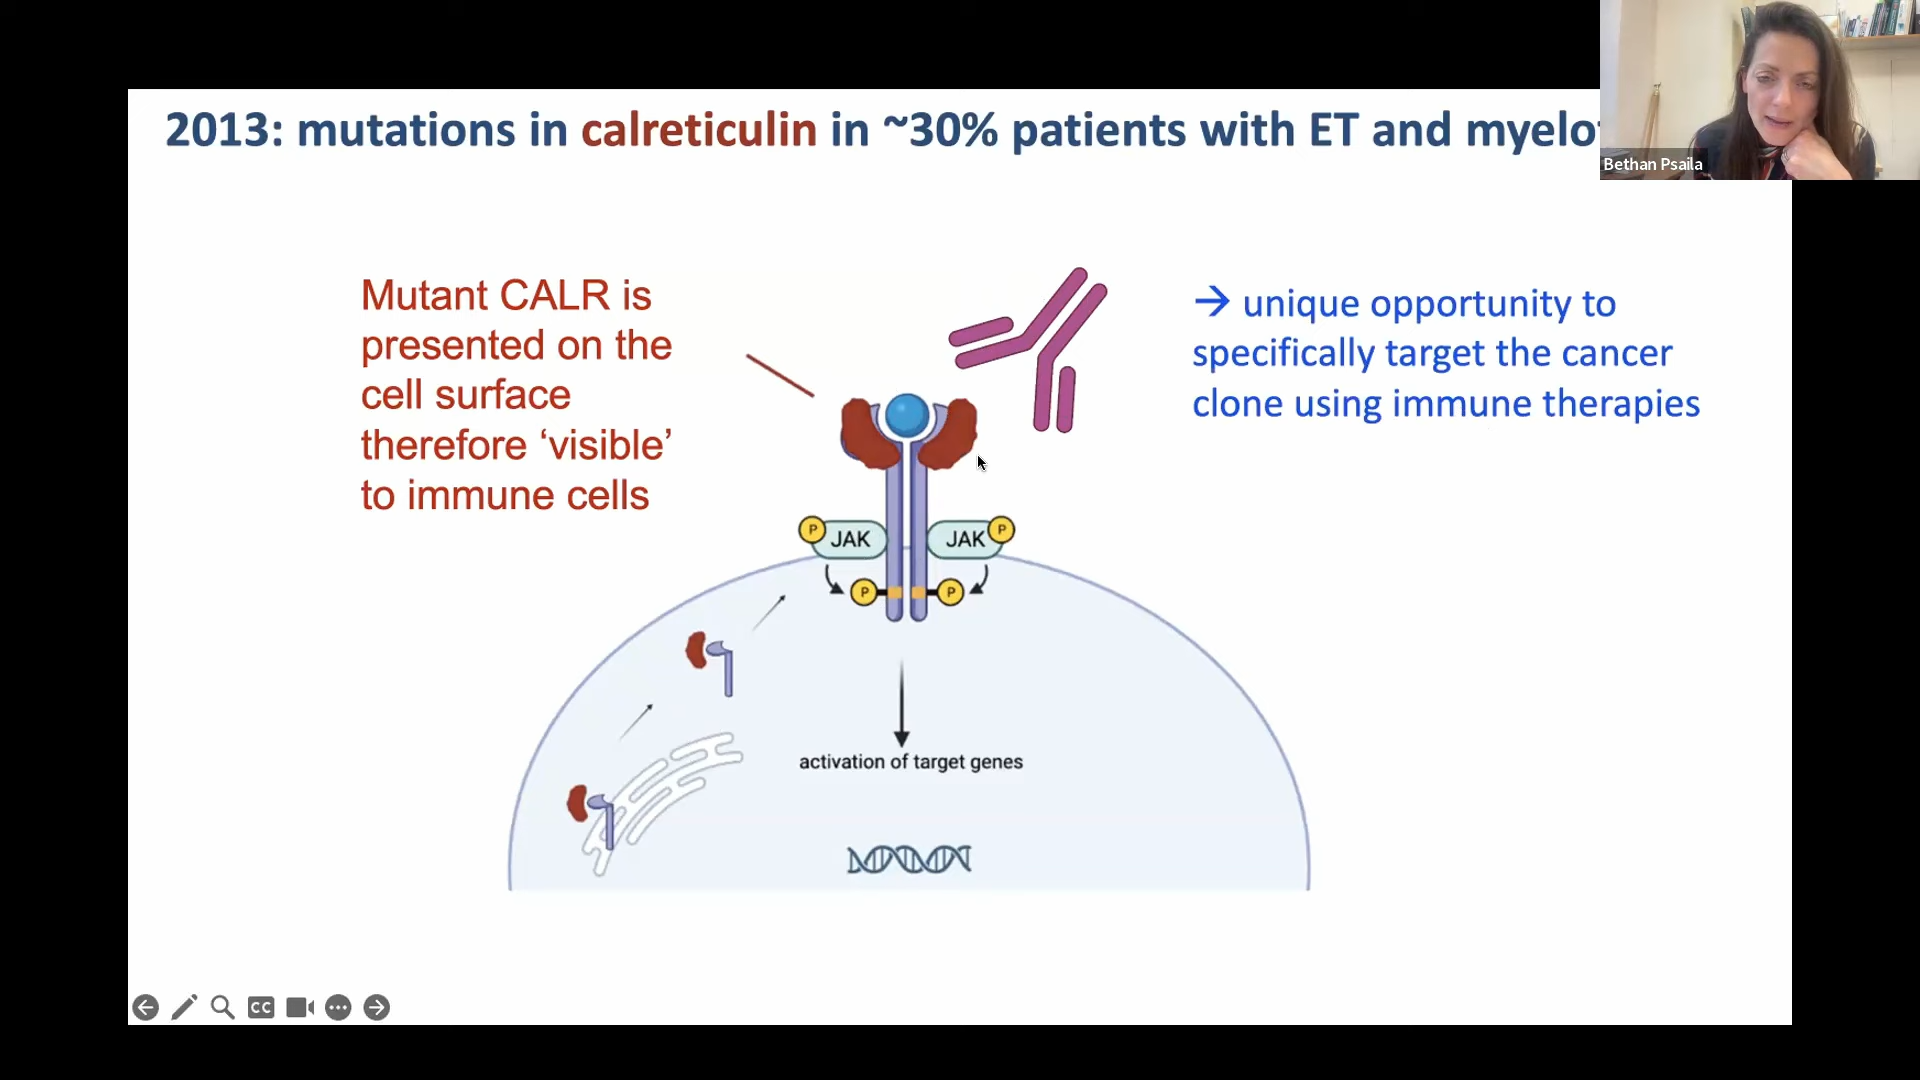 2013: mutations in calreticulin in ~30% patients with ET and
Bethan Psaila
Mutant CALR is
presented on the
cell surface
therefore ‘visible’
to immune cells
→ unique opportunity to
specifically target the cancer
clone using immune therapies
P JAK JAK P
P P
activation of target genes
CC